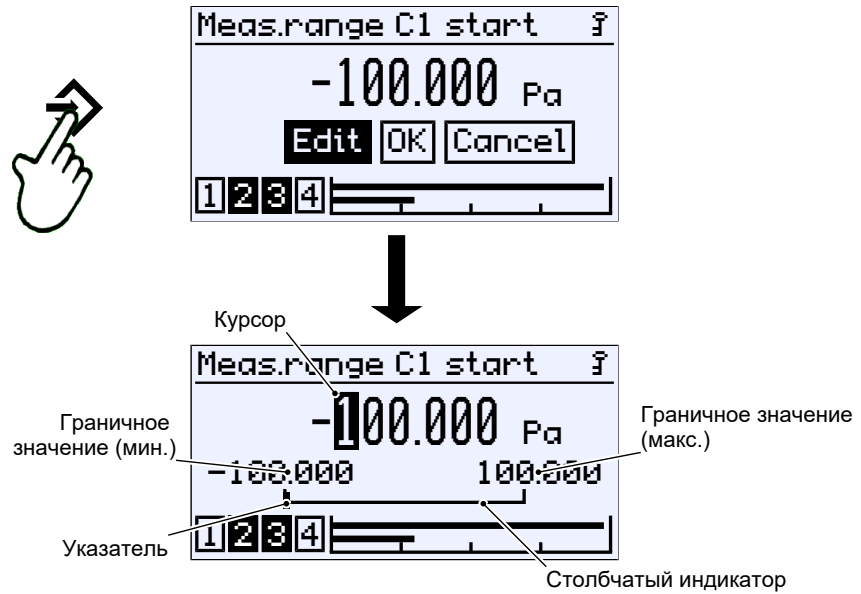 Meas.range C1 start
-100.000 Pa
Edit OK Cancel
1 2 3 4
Курсор
Meas.range C1 start
-100.000 Pa
Граничное
значение (мин.)
Граничное значение
(макс.)
-100.000 100.000
1 2 3 4
Указатель
Столбчатый индикатор